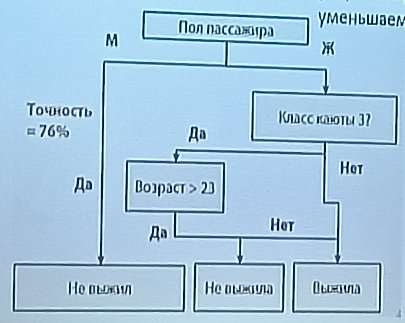 уменьшаем
Пол пассажира
М
Ж
Точность
= 76%
Класс каюты 3?
Да
Нет
Возраст > 23
Да
Да
Нет
Не выжил
Не выжила
Выжила
4